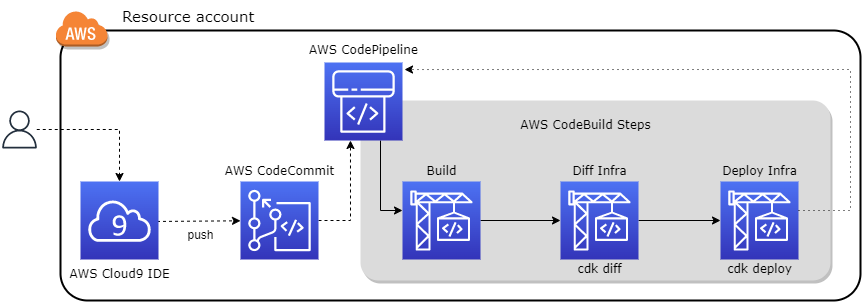 Resource account
AWS
AWS CodePipeline
</>
AWS CodeBuild Steps
AWS CodeCommit
Build
Diff Infra
Deploy Infra
9
push
</>
</>
</>
</>
AWS Cloud9 IDE
cdk diff
cdk deploy